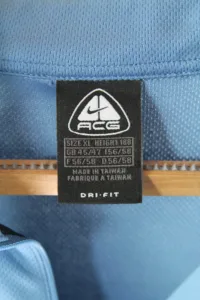 ACG
SIZE XL HEIGHT 188
GB 45/47 I 56/58
F 56/58 D 56/58
MADE IN TAIWAN
FABRIQUE A TAIWAN
DRI-FIT